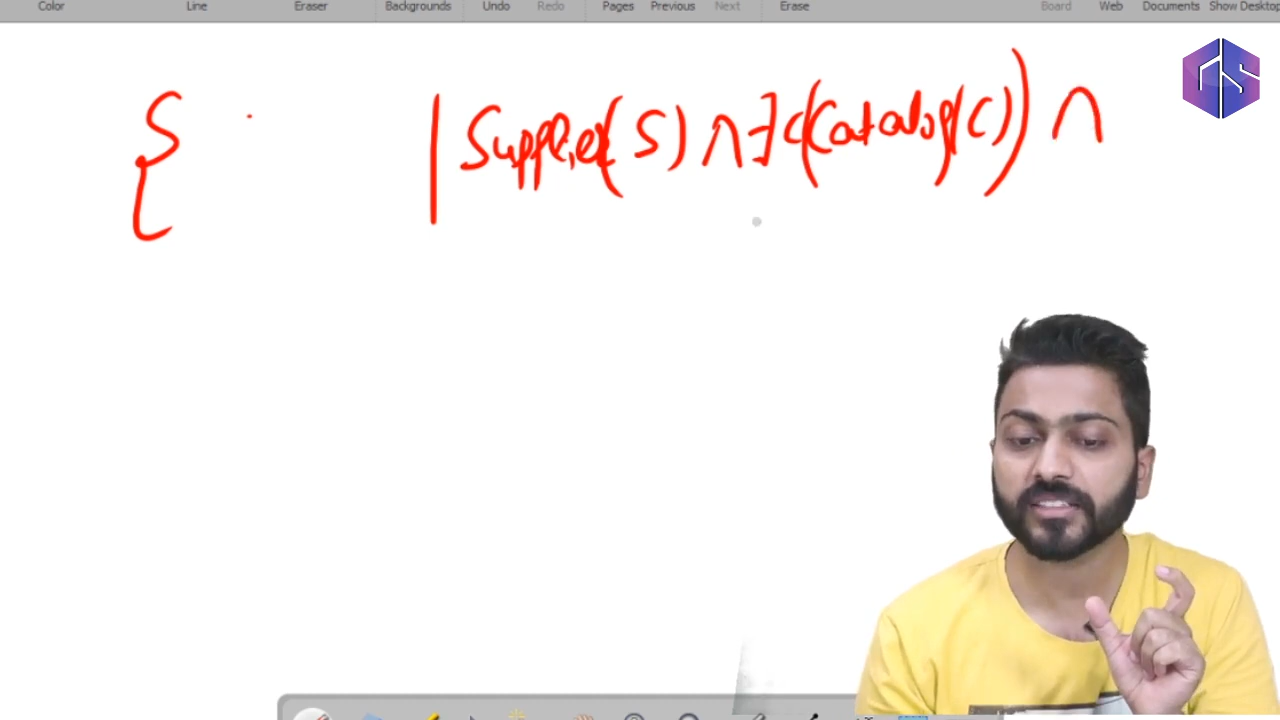 Color Line Eraser Backgrounds Undo Redo Pages Previous Next Erase Board Web Documents Show Desktop
{ | Supplier(S) ∧ ∃ c(Catalog(c)) ∧